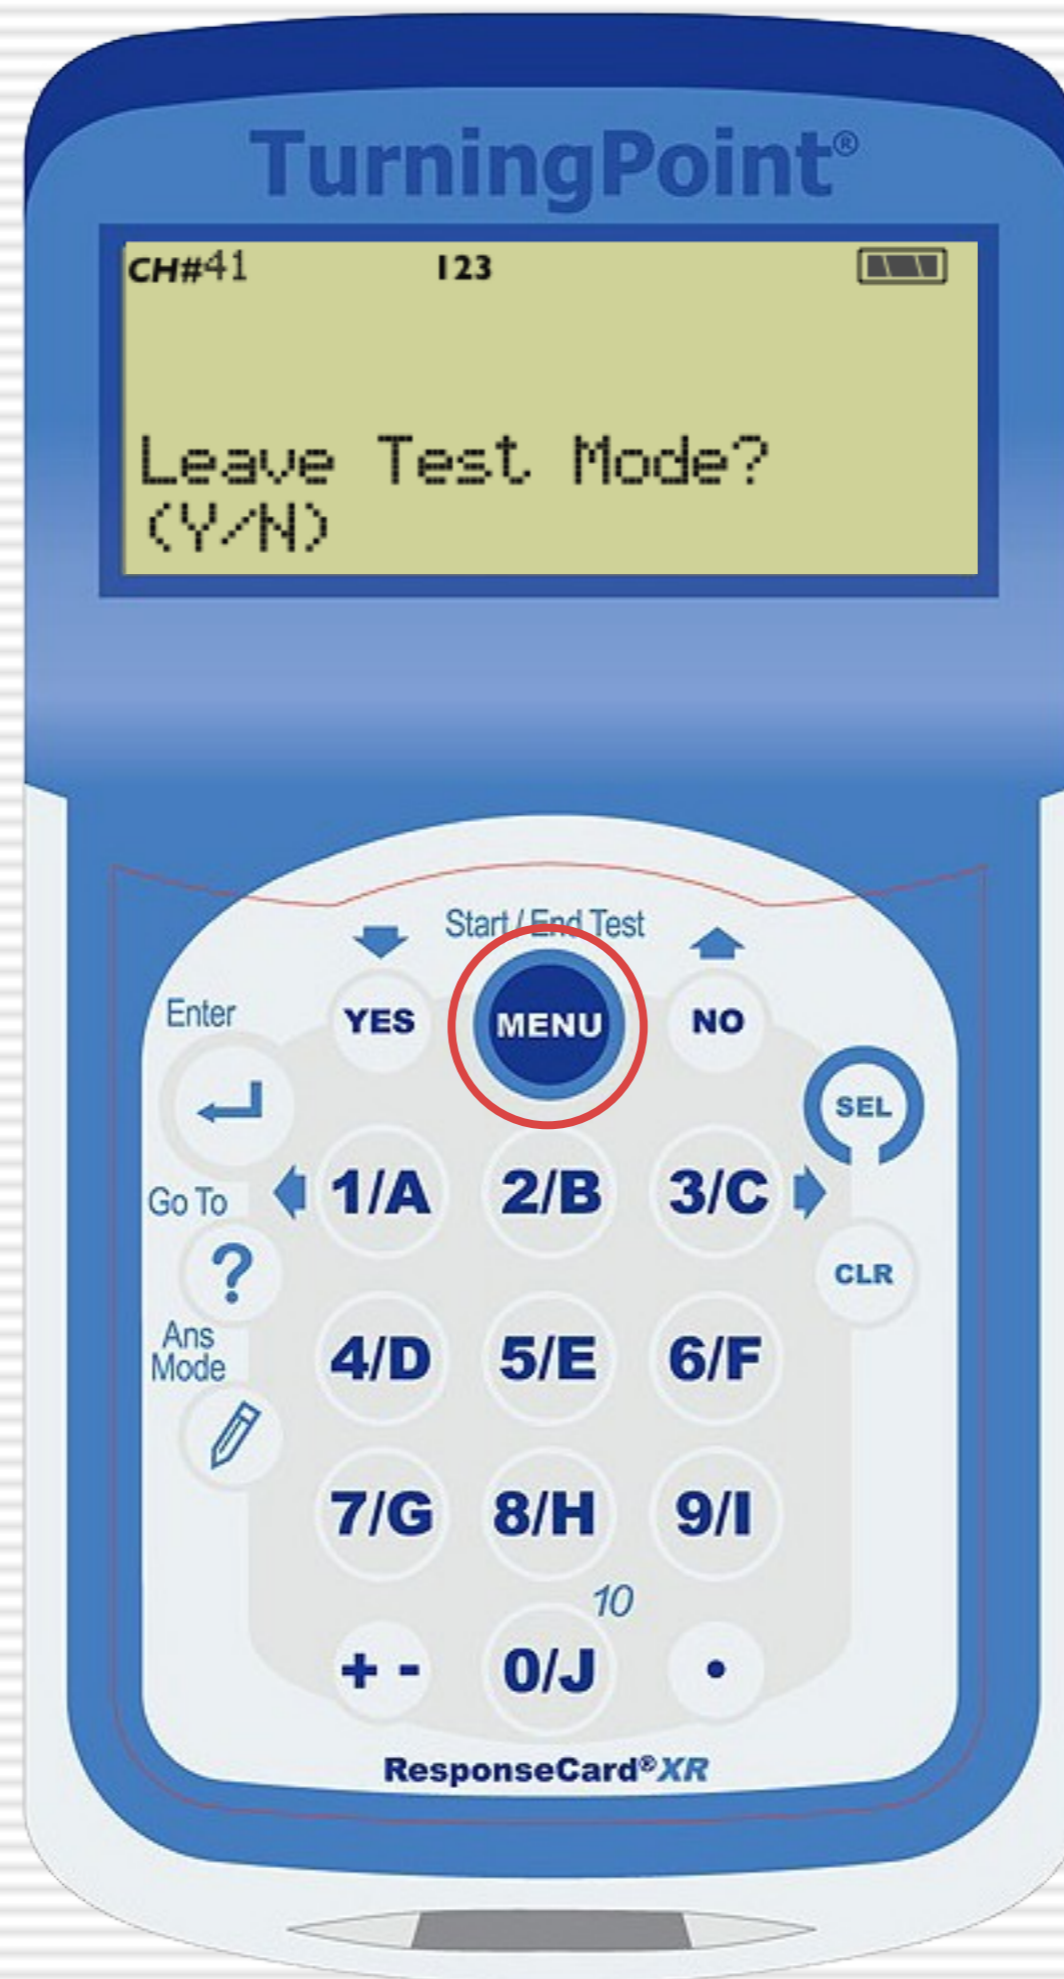 TurningPoint®
CH#41 123
Leave Test Mode?
(Y/N)
Start / End Test
YES MENU NO
Enter
SEL
1/A 2/B 3/C
Go To
?
CLR
Ans
Mode
4/D 5/E 6/F
7/G 8/H 9/I
10
+ - 0/J •
ResponseCard®XR